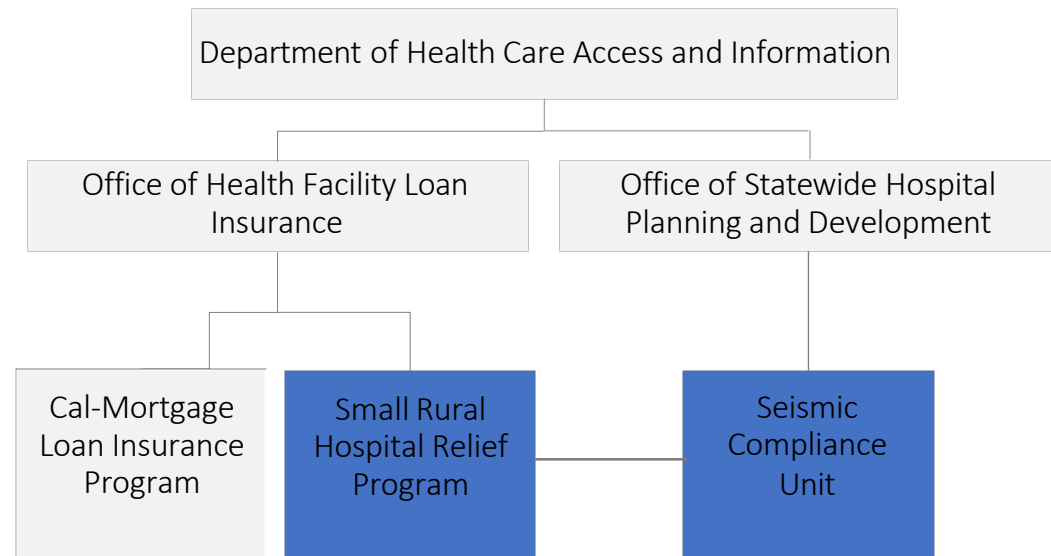 Department of Health Care Access and Information
Office of Health Facility Loan
Insurance
Office of Statewide Hospital
Planning and Development
Cal-Mortgage
Loan Insurance
Program
Small Rural
Hospital Relief
Program
Seismic
Compliance
Unit